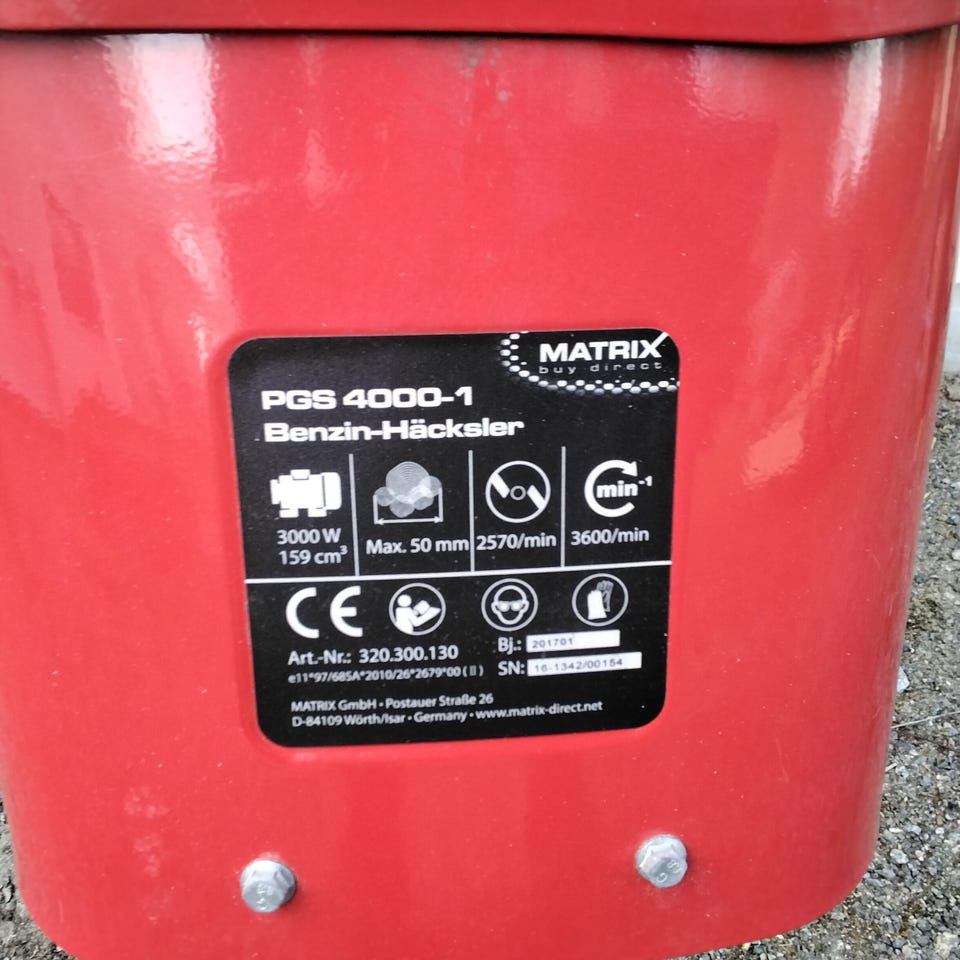 MATRIX
buy direct
PGS 4000-1
Benzin-Häcksler
3000 W
159 cm³
Max. 50 mm
2570/min
min⁻¹
3600/min
CE
Art.-Nr.: 320.300.130
e11*97/68SA*2010/26*2679*00 ( II )
Bj.: 201701
SN: 16-1342/00154
MATRIX GmbH • Postauer Straße 26
D-84109 Wörth/Isar • Germany • www.matrix-direct.net
8.8